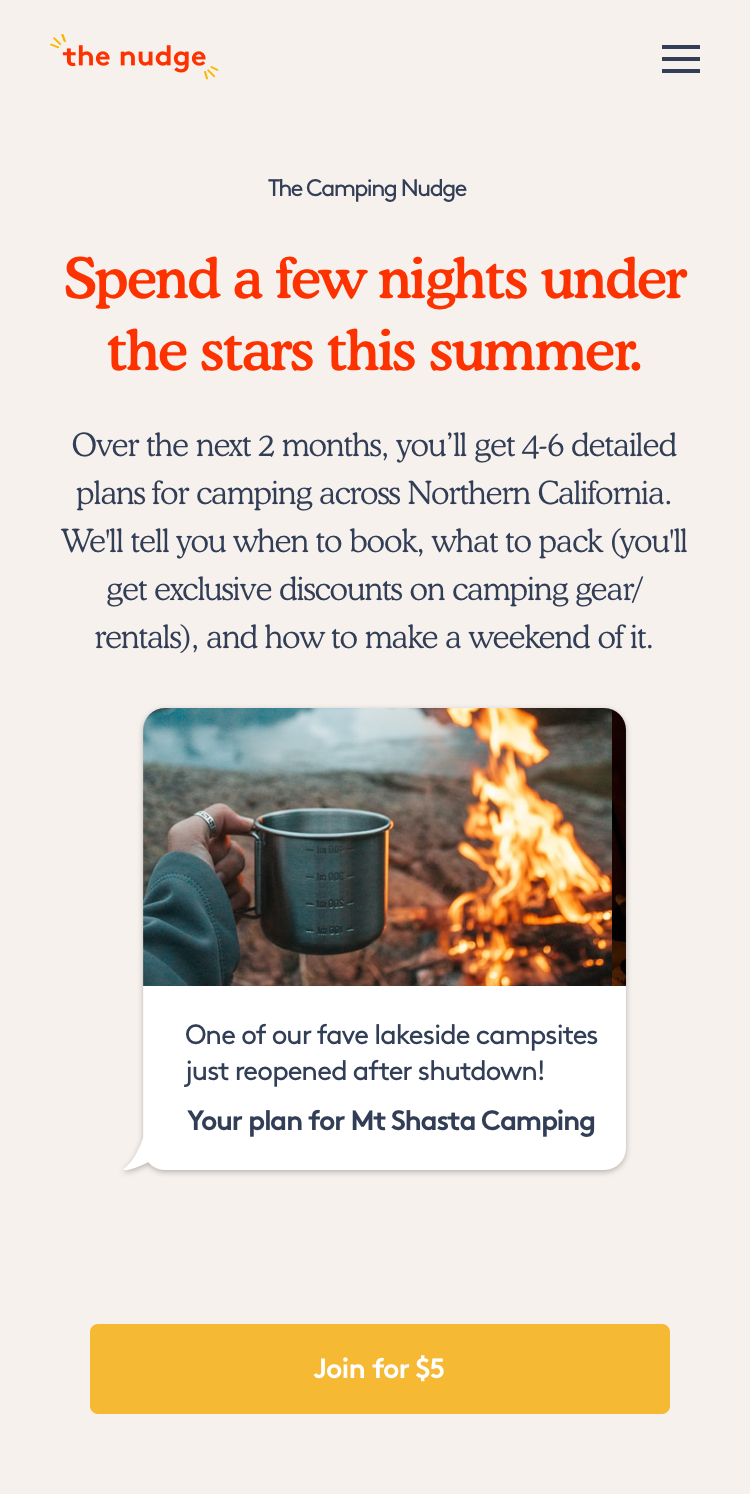 the nudge
The Camping Nudge
Spend a few nights under
the stars this summer.
Over the next 2 months, you’ll get 4-6 detailed
plans for camping across Northern California.
We'll tell you when to book, what to pack (you'll
get exclusive discounts on camping gear/
rentals), and how to make a weekend of it.
One of our fave lakeside campsites
just reopened after shutdown!
Your plan for Mt Shasta Camping
Join for $5